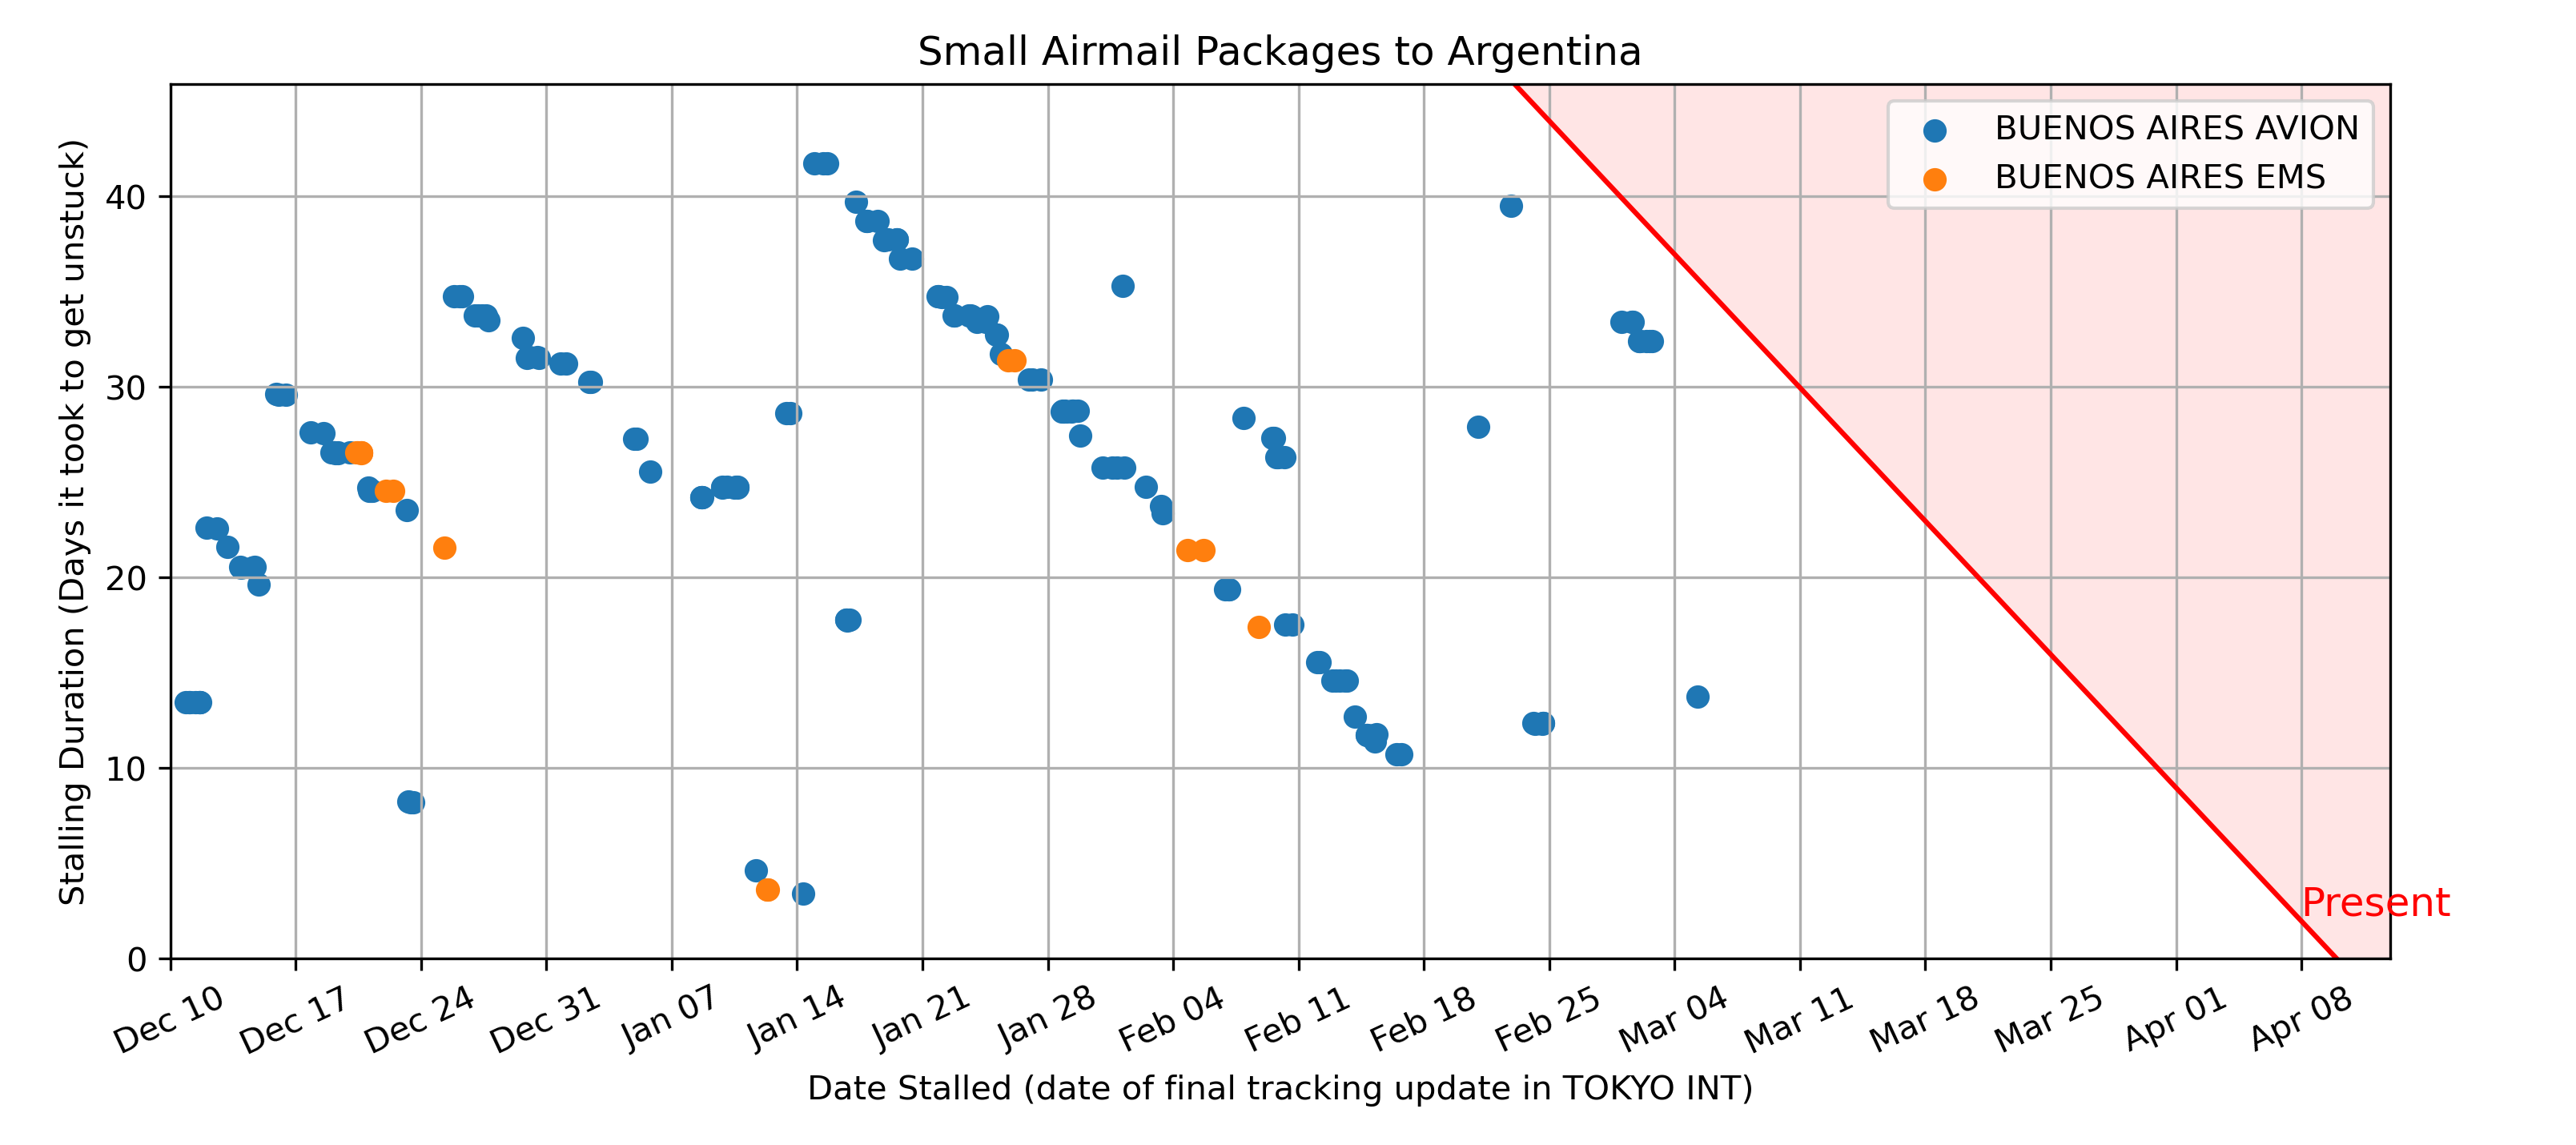 Small Airmail Packages to Argentina
BUENOS AIRES AVION
BUENOS AIRES EMS
Stalling Duration (Days it took to get unstuck)
40
30
20
10
0
Present
Dec 10
Dec 17
Dec 24
Dec 31
Jan 07
Jan 14
Jan 21
Jan 28
Feb 04
Feb 11
Feb 18
Feb 25
Mar 04
Mar 11
Mar 18
Mar 25
Apr 01
Apr 08
Date Stalled (date of final tracking update in TOKYO INT)